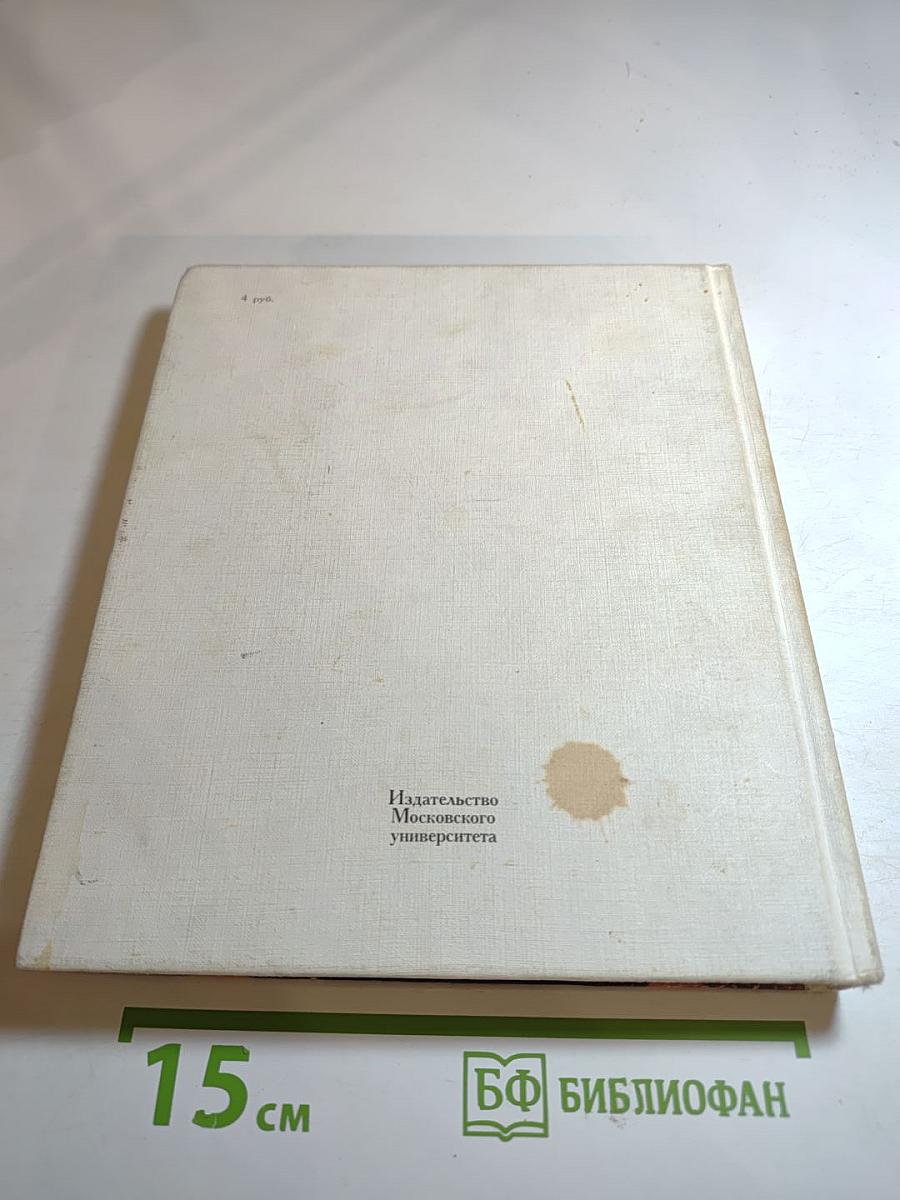 4 руб.
Издательство
Московского
университета
15 см
БФ БИБЛИОФАН